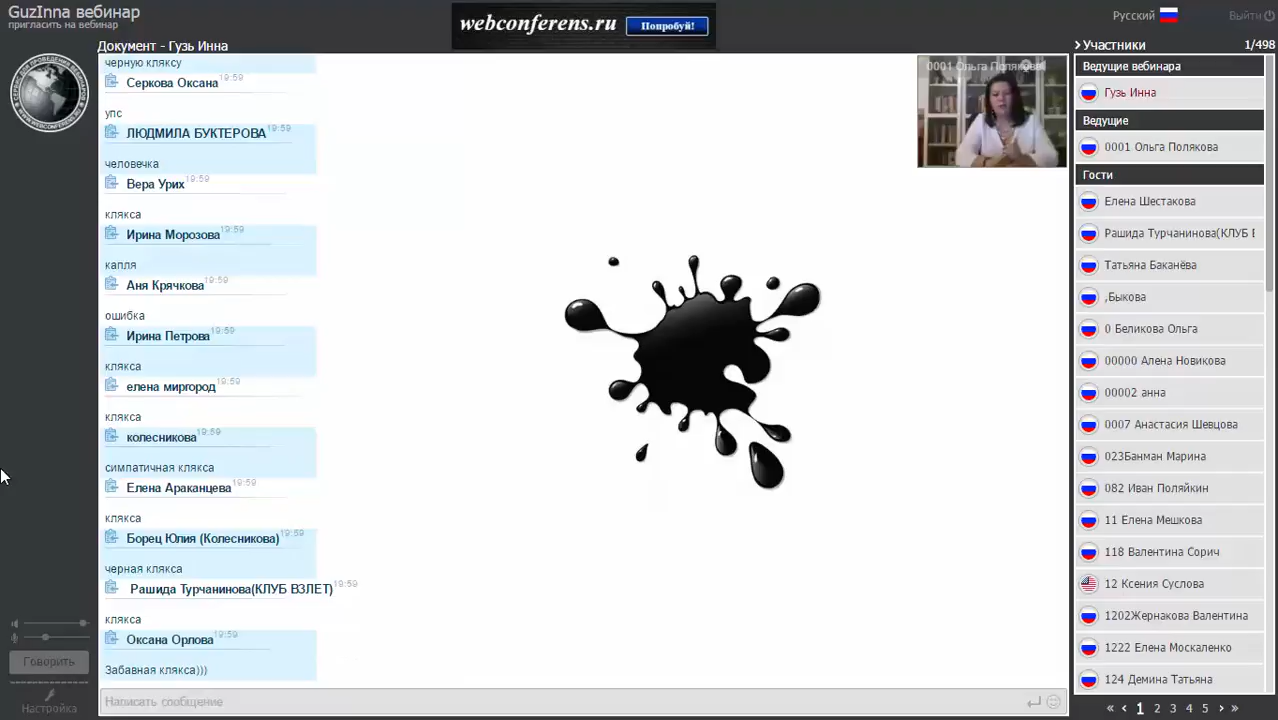 GuzInna вебинар
пригласить на вебинар
webconferens.ru Попробуй!
Русский
Выйти
Документ - Гузь Инна
черную кляксу
Серкова Оксана 19:59
упс
ЛЮДМИЛА БУКТЕРОВА 19:59
человечка
Вера Урих 19:59
клякса
Ирина Морозова 19:59
капля
Аня Крячкова 19:59
ошибка
Ирина Петрова 19:59
клякса
елена миргород 19:59
клякса
колесникова 19:59
симпатичная клякса
Елена Араканцева 19:59
клякса
Борец Юлия (Колесникова) 19:59
черная клякса
Рашида Турчанинова(КЛУБ ВЗЛЕТ) 19:59
клякса
Оксана Орлова 19:59
Забавная клякса)))
Написать сообщение
0001 Ольга Полякова
Говорить
Настройка
Участники 1/498
Ведущие вебинара
Гузь Инна
Ведущие
0001 Ольга Полякова
Гости
Елена Шестакова
Рашида Турчанинова(КЛУБ Е
Татьяна Баканёва
,Быкова
0 Беликова Ольга
00000 Алена Новикова
00002 анна
007 Анастасия Шевцова
023Банман Марина
082 Иван Поляйкин
11 Елена Мешкова
118 Валентина Сорич
12 Ксения Суслова
1202Жернакова Валентина
1222 Елена Москаленко
124 Демина Татьяна
« ‹ 1 2 3 4 5 › »